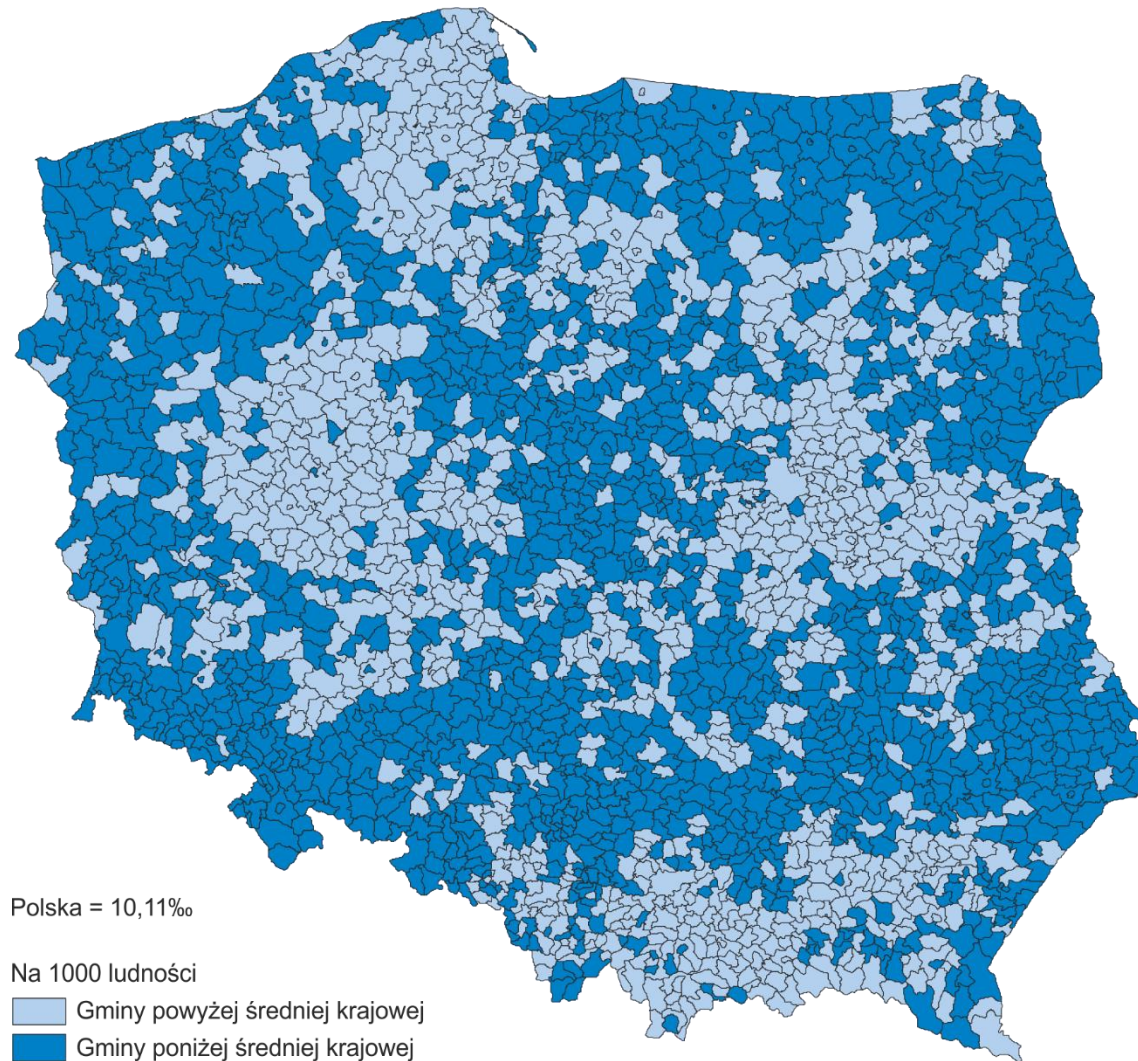 Polska = 10,11‰
Na 1000 ludności
Gminy powyżej średniej krajowej
Gminy poniżej średniej krajowej